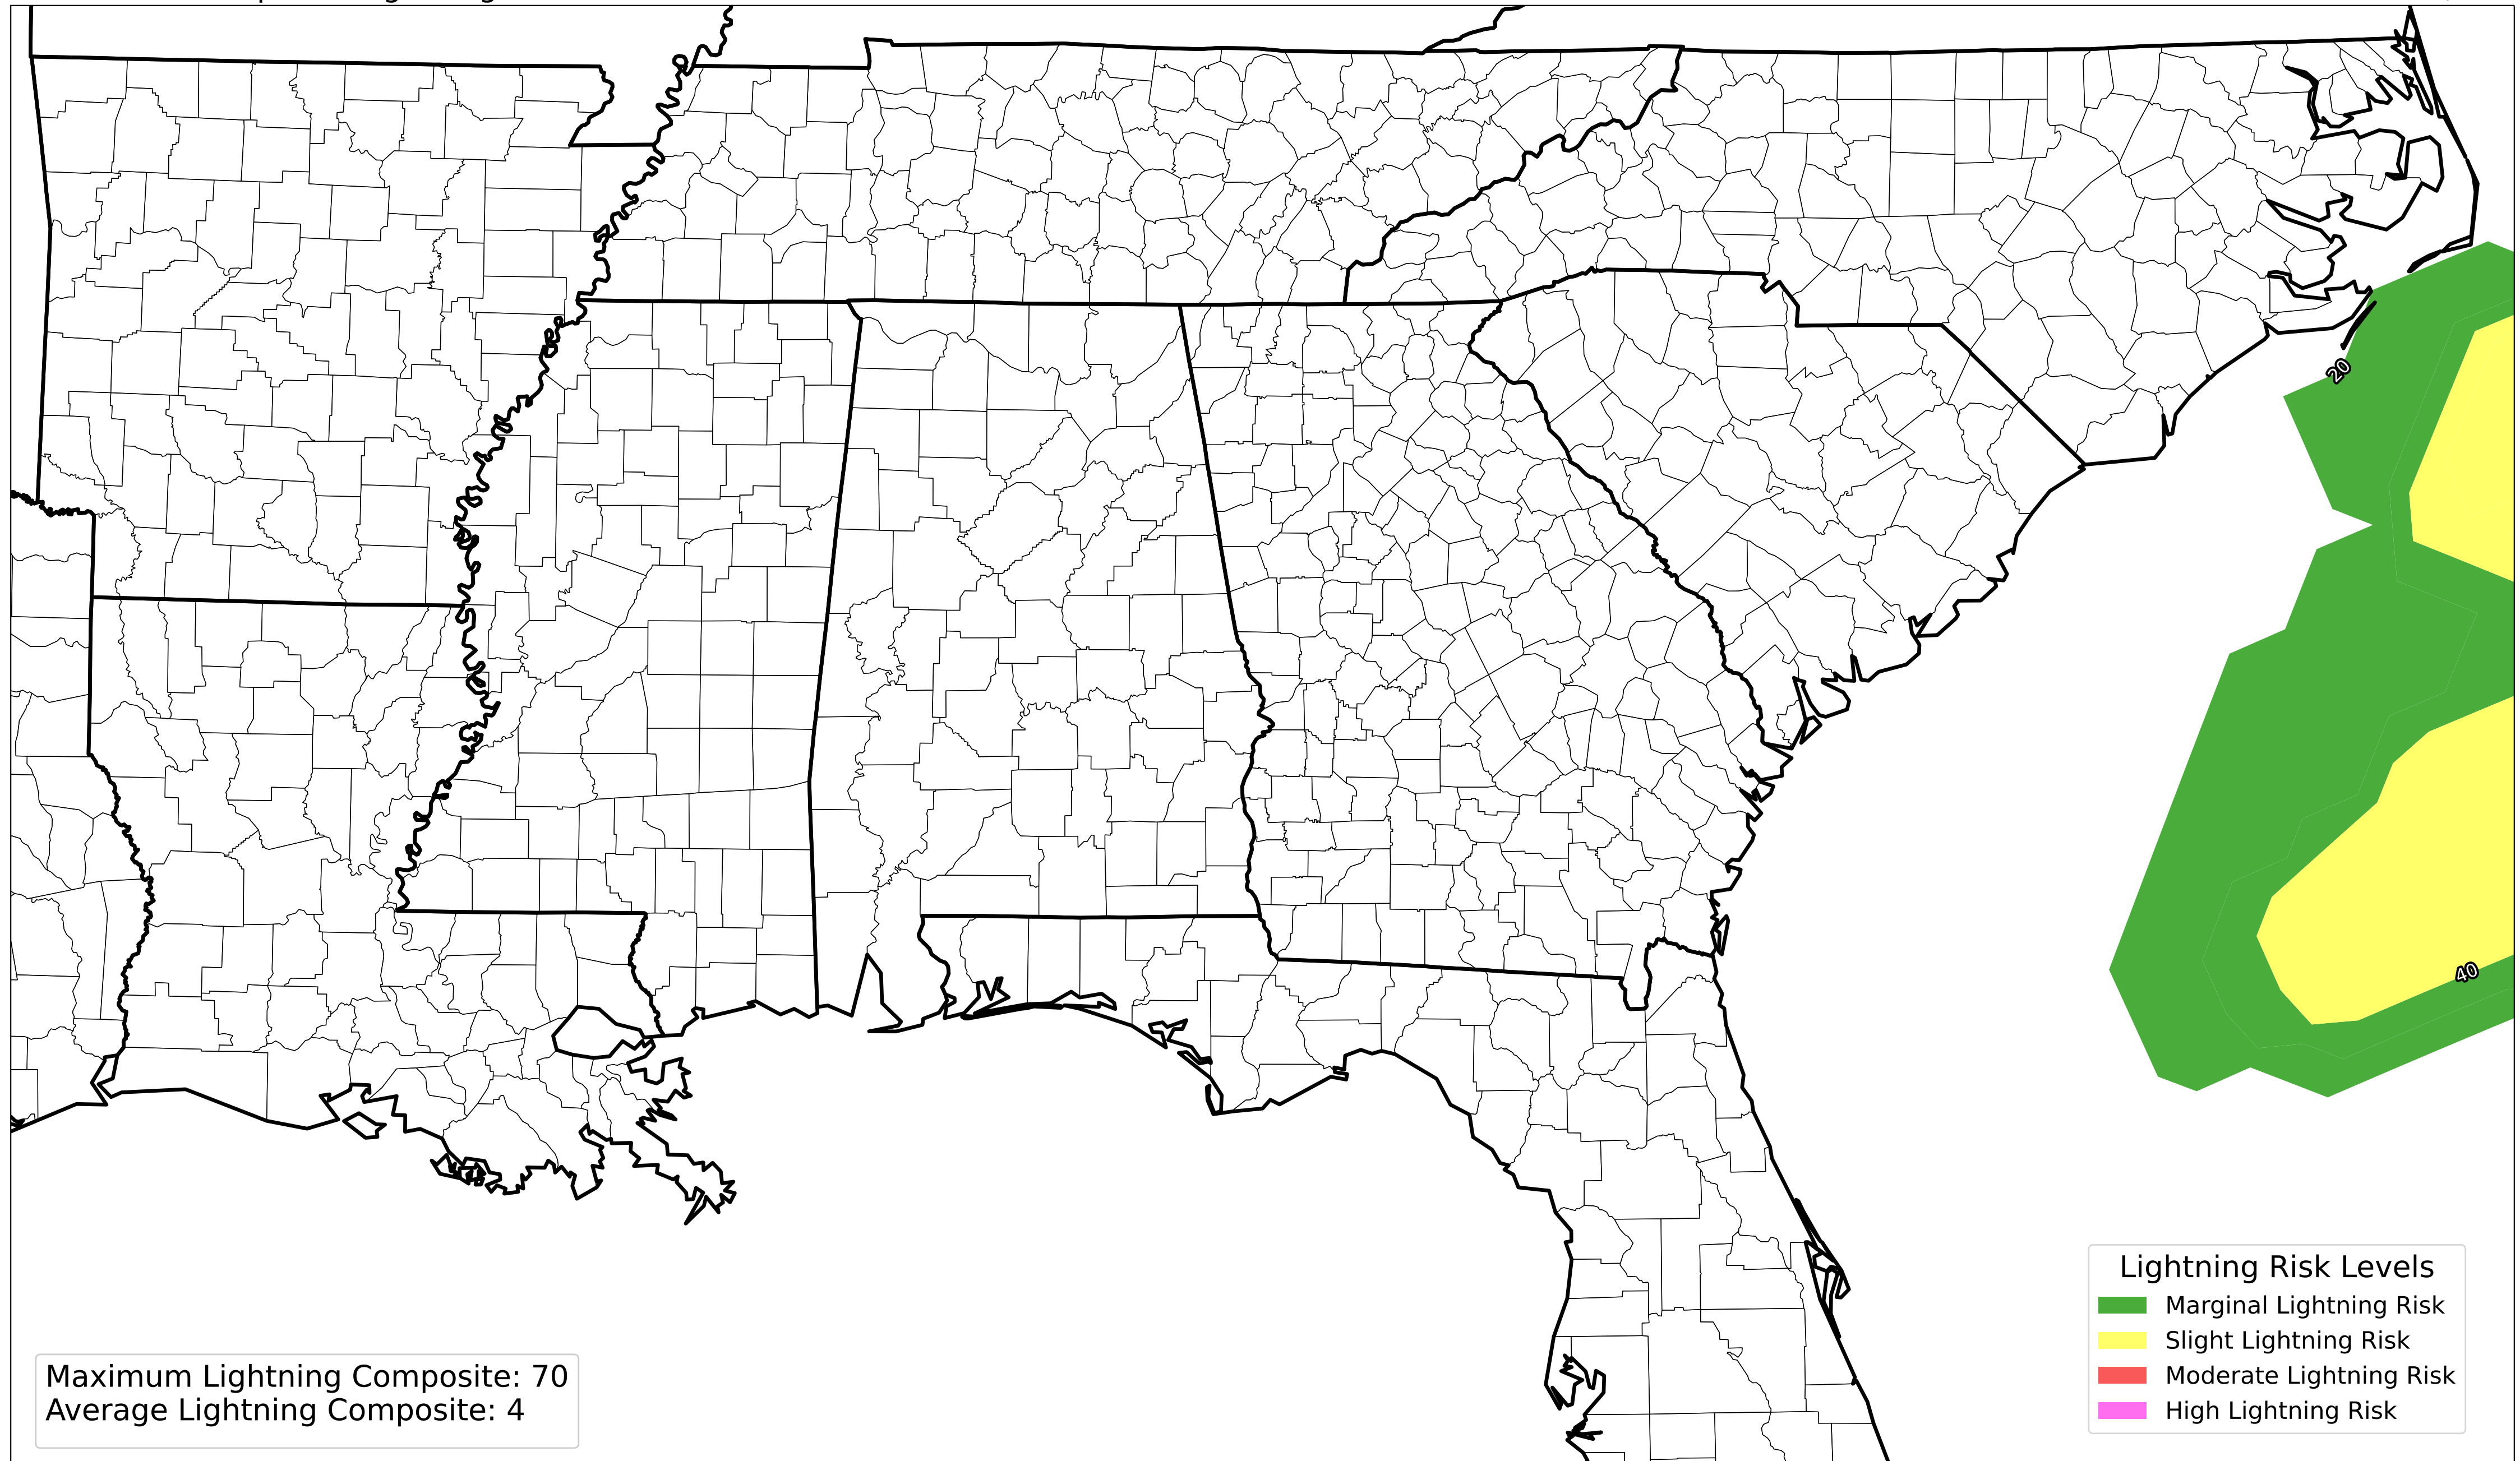 20
40
Lightning Risk Levels
Marginal Lightning Risk
Slight Lightning Risk
Moderate Lightning Risk
High Lightning Risk
Maximum Lightning Composite: 70
Average Lightning Composite: 4